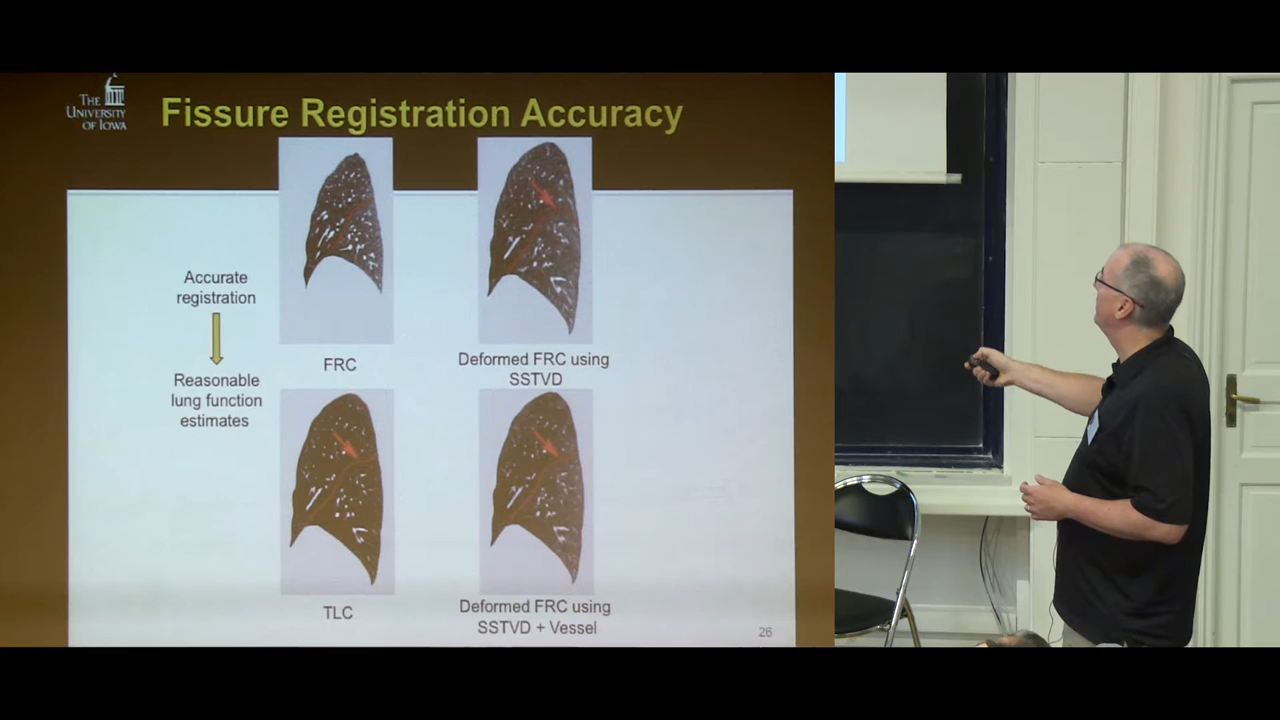 THE
UNIVERSITY
OF IOWA
Fissure Registration Accuracy
Accurate
registration
Reasonable
lung function
estimates
FRC
Deformed FRC using
SSTVD
TLC
Deformed FRC using
SSTVD + Vessel
26